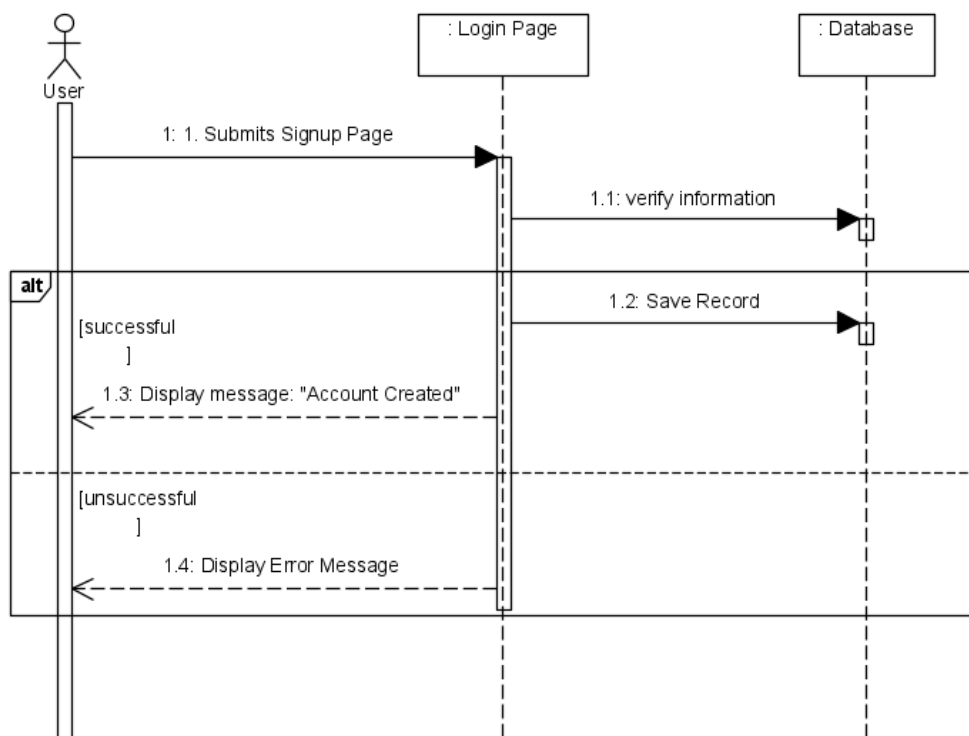 : Login Page
: Database
User
1: 1. Submits Signup Page
1.1: verify information
alt
1.2: Save Record
[successful
]
1.3: Display message: "Account Created"
[unsuccessful
]
1.4: Display Error Message